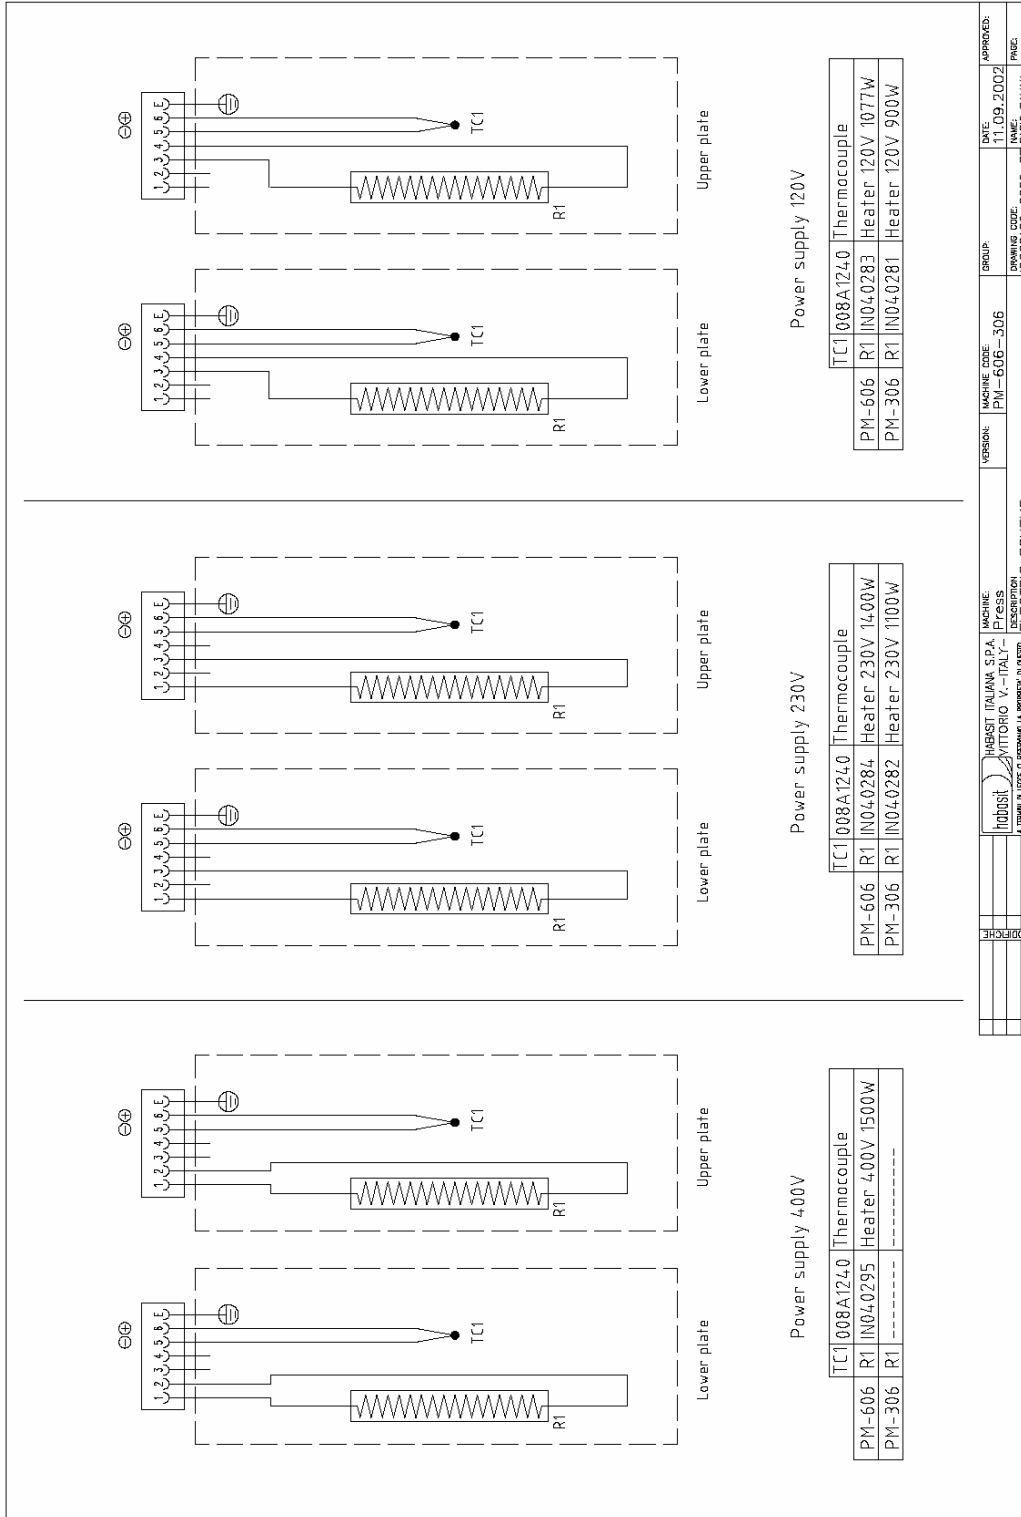 ⊖⊕
1 2 3 4 5 6 E
TC1
R1
Lower plate
⊖⊕
1 2 3 4 5 6 E
TC1
R1
Upper plate
Power supply 400V
TC1 008A1240 Thermocouple
PM-606 R1 IN040295 Heater 400V 1500W
PM-306 R1 -------- ---------------
⊖⊕
1 2 3 4 5 6 E
TC1
R1
Lower plate
⊖⊕
1 2 3 4 5 6 E
TC1
R1
Upper plate
Power supply 230V
TC1 008A1240 Thermocouple
PM-606 R1 IN040284 Heater 230V 1400W
PM-306 R1 IN040282 Heater 230V 1100W
⊖⊕
1 2 3 4 5 6 E
TC1
R1
Lower plate
⊖⊕
1 2 3 4 5 6 E
TC1
R1
Upper plate
Power supply 120V
TC1 008A1240 Thermocouple
PM-606 R1 IN040283 Heater 120V 1077W
PM-306 R1 IN040281 Heater 120V 900W
habasit
HABASIT ITALIANA S.P.A.
VITTORIO V.-ITALY-
MACHINE:
Press
VERSION:
MACHINE CODE:
PM-606-306
GROUP:
DATE:
11.09.2002
APPROVED:
DESCRIPTION
DRAWING CODE:
NAME:
PAGE: